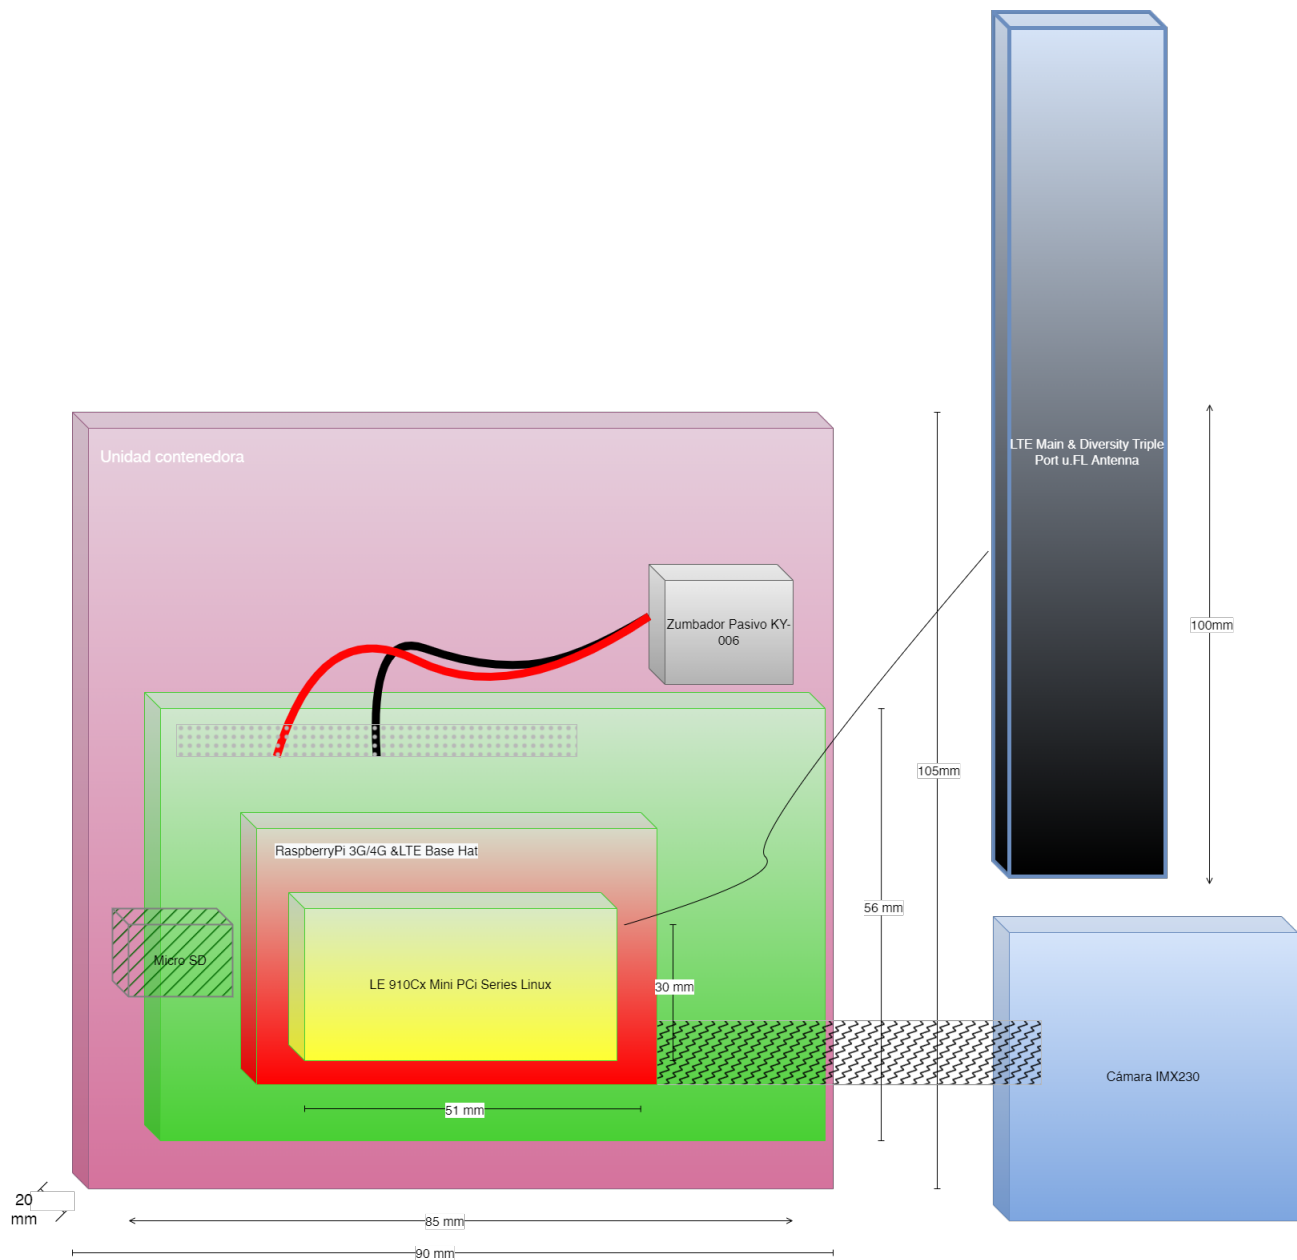 LTE Main & Diversity Triple
Port u.FL Antenna
Unidad contenedora
Zumbador Pasivo KY-
006
100mm
105mm
RaspberryPi 3G/4G &LTE Base Hat
56 mm
Micro SD
LE 910Cx Mini PCi Series Linux
30 mm
Cámara IMX230
51 mm
20
mm
85 mm
90 mm